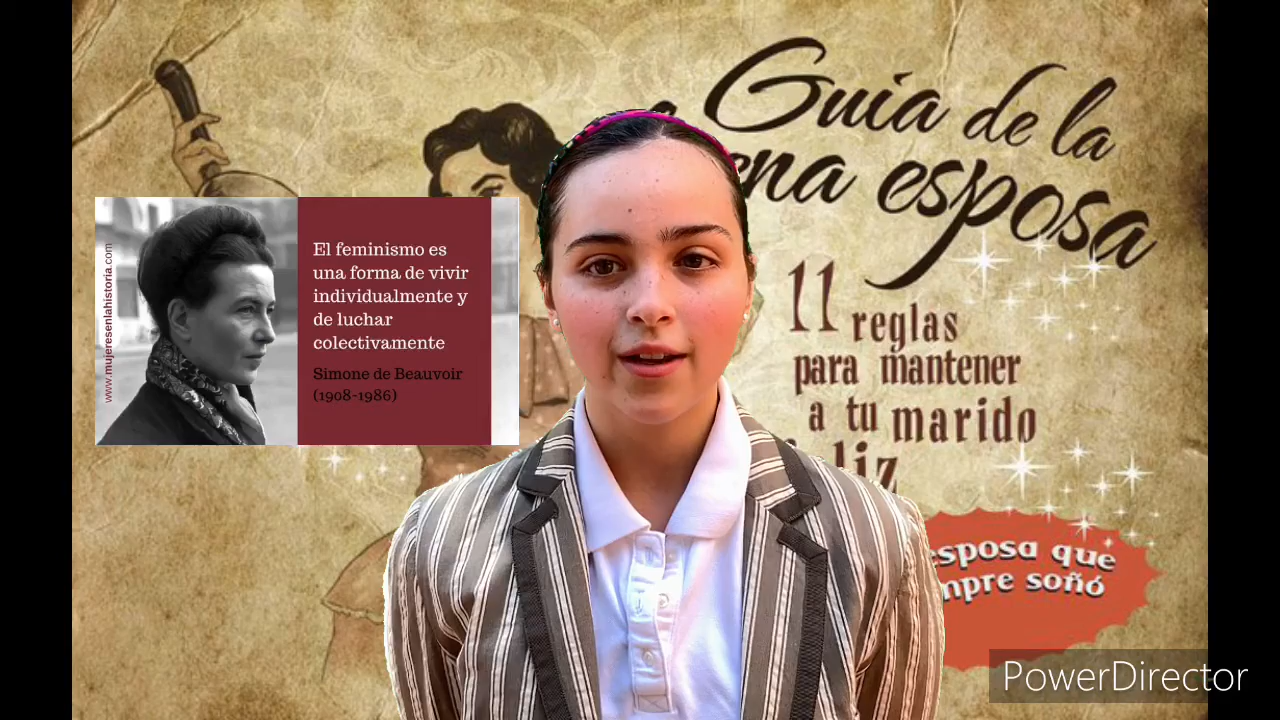 Guía de la
esposa
11 reglas
para mantener
a tu marido
www.mujeresenlahistoria.com
El feminismo es
una forma de vivir
individualmente y
de luchar
colectivamente
Simone de Beauvoir
(1908-1986)
esposa que
soñó
PowerDirector